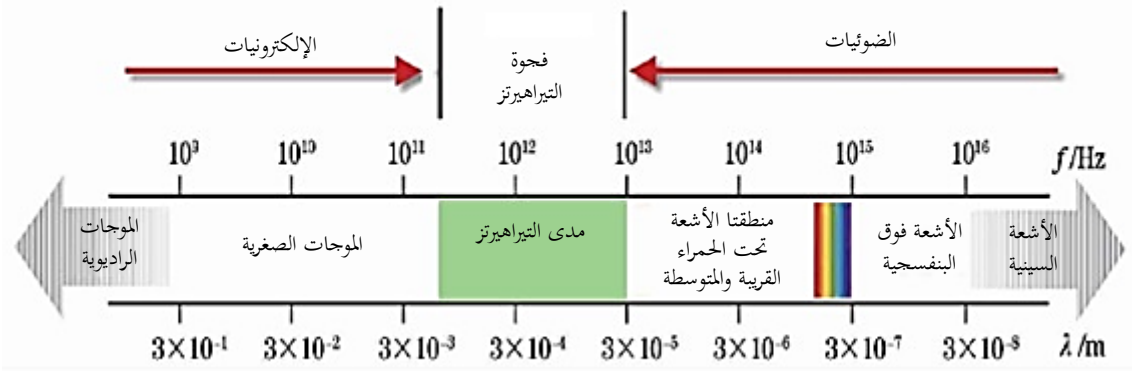 الإلكترونيات
فجوة
التيراهيرتز
الضوئيات
10⁹ 10¹⁰ 10¹¹ 10¹² 10¹³ 10¹⁴ 10¹⁵ 10¹⁶ f/Hz
الموجات
الراديوية
الموجات الصغرية
مدى التيراهيرتز
منطقتا الأشعة
تحت الحمراء
القريبة والمتوسطة
الأشعة فوق
البنفسجية
الأشعة
السينية
3×10⁻¹ 3×10⁻² 3×10⁻³ 3×10⁻⁴ 3×10⁻⁵ 3×10⁻⁶ 3×10⁻⁷ 3×10⁻⁸ λ/m